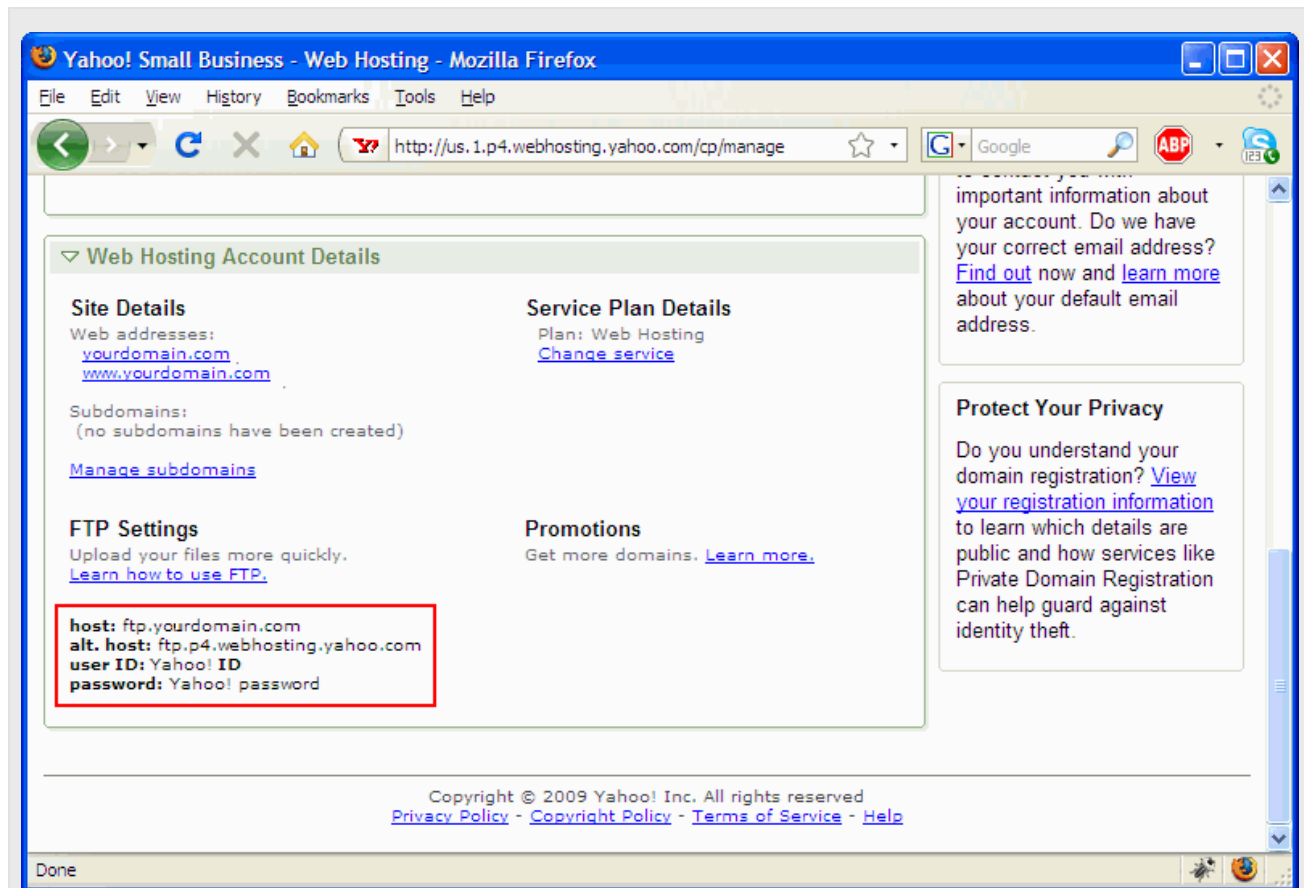 Yahoo! Small Business - Web Hosting - Mozilla Firefox
File Edit View History Bookmarks Tools Help
http://us.1.p4.webhosting.yahoo.com/cp/manage
G Google
ABP
123
important information about
your account. Do we have
your correct email address?
Find out now and learn more
about your default email
address.
Web Hosting Account Details
Site Details
Web addresses:
yourdomain.com
www.yourdomain.com
Subdomains:
(no subdomains have been created)
Manage subdomains
Service Plan Details
Plan: Web Hosting
Change service
FTP Settings
Upload your files more quickly.
Learn how to use FTP.
Promotions
Get more domains. Learn more.
host: ftp.yourdomain.com
alt. host: ftp.p4.webhosting.yahoo.com
user ID: Yahoo! ID
password: Yahoo! password
Protect Your Privacy
Do you understand your
domain registration? View
your registration information
to learn which details are
public and how services like
Private Domain Registration
can help guard against
identity theft.
Copyright © 2009 Yahoo! Inc. All rights reserved
Privacy Policy - Copyright Policy - Terms of Service - Help
Done